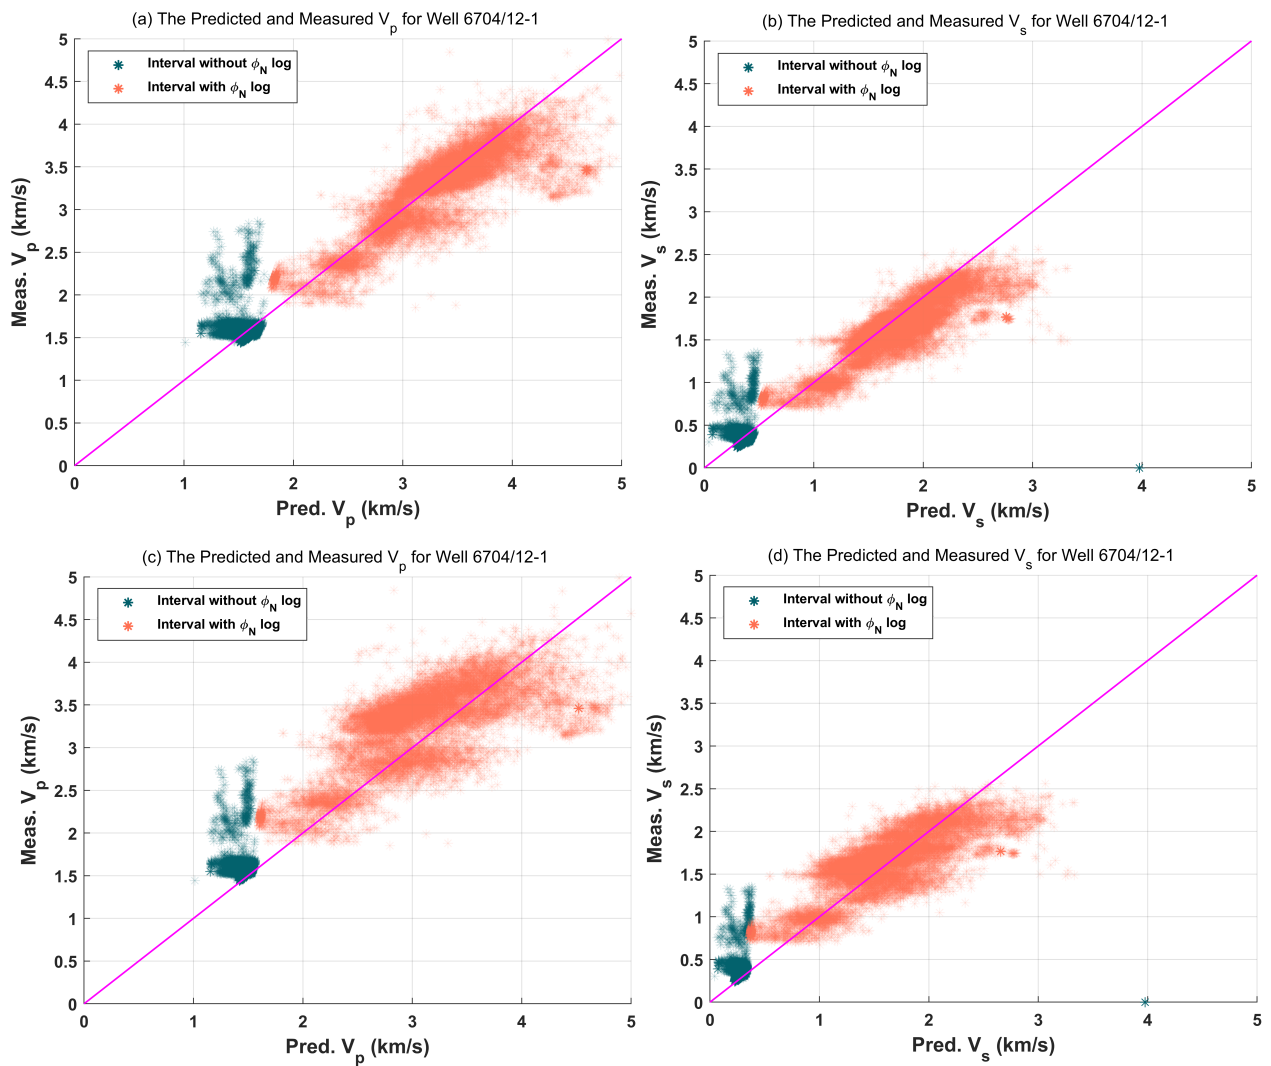 (a) The Predicted and Measured Vp for Well 6704/12-1
5
4.5
4
3.5
3
2.5
2
1.5
1
0.5
0
Meas. Vp (km/s)
Interval without ϕN log
Interval with ϕN log
0 1 2 3 4 5
Pred. Vp (km/s)
(b) The Predicted and Measured Vs for Well 6704/12-1
5
4.5
4
3.5
3
2.5
2
1.5
1
0.5
0
Meas. Vs (km/s)
Interval without ϕN log
Interval with ϕN log
0 1 2 3 4 5
Pred. Vs (km/s)
(c) The Predicted and Measured Vp for Well 6704/12-1
5
4.5
4
3.5
3
2.5
2
1.5
1
0.5
0
Meas. Vp (km/s)
Interval without ϕN log
Interval with ϕN log
0 1 2 3 4 5
Pred. Vp (km/s)
(d) The Predicted and Measured Vs for Well 6704/12-1
5
4.5
4
3.5
3
2.5
2
1.5
1
0.5
0
Meas. Vs (km/s)
Interval without ϕN log
Interval with ϕN log
0 1 2 3 4 5
Pred. Vs (km/s)